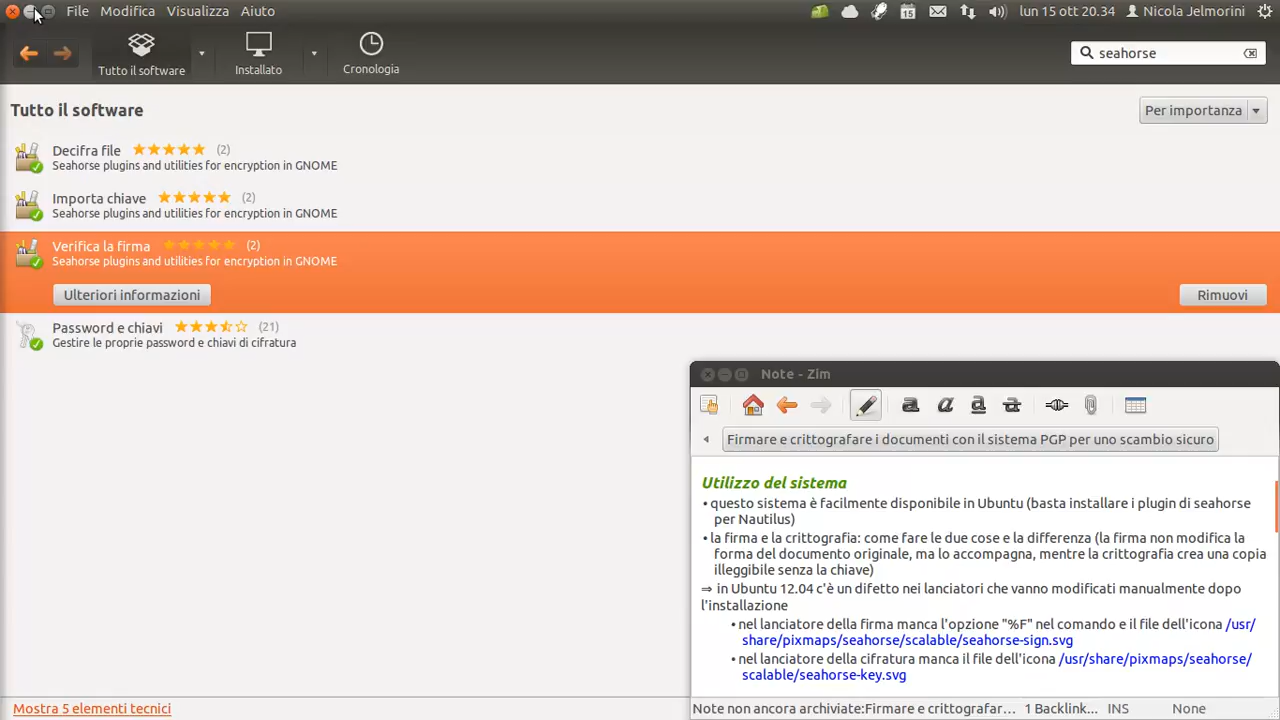 File Modifica Visualizza Aiuto lun 15 ott 20.34 Nicola Jelmorini
15
Tutto il software Installato Cronologia seahorse
Tutto il software Per importanza
Decifra file (2)
Seahorse plugins and utilities for encryption in GNOME
Importa chiave (2)
Seahorse plugins and utilities for encryption in GNOME
Verifica la firma (2)
Seahorse plugins and utilities for encryption in GNOME
Ulteriori informazioni Rimuovi
Password e chiavi (21)
Gestire le proprie password e chiavi di cifratura
Note - Zim
a a a a
Firmare e crittografare i documenti con il sistema PGP per uno scambio sicuro
Utilizzo del sistema
• questo sistema è facilmente disponibile in Ubuntu (basta installare i plugin di seahorse
per Nautilus)
• la firma e la crittografia: come fare le due cose e la differenza (la firma non modifica la
forma del documento originale, ma lo accompagna, mentre la crittografia crea una copia
illeggibile senza la chiave)
⇒ in Ubuntu 12.04 c'è un difetto nei lanciatori che vanno modificati manualmente dopo
l'installazione
• nel lanciatore della firma manca l'opzione "%F" nel comando e il file dell'icona /usr/
share/pixmaps/seahorse/scalable/seahorse-sign.svg
• nel lanciatore della cifratura manca il file dell'icona /usr/share/pixmaps/seahorse/
scalable/seahorse-key.svg
Mostra 5 elementi tecnici
Note non ancora archiviate:Firmare e crittografar... 1 Backlink... INS None